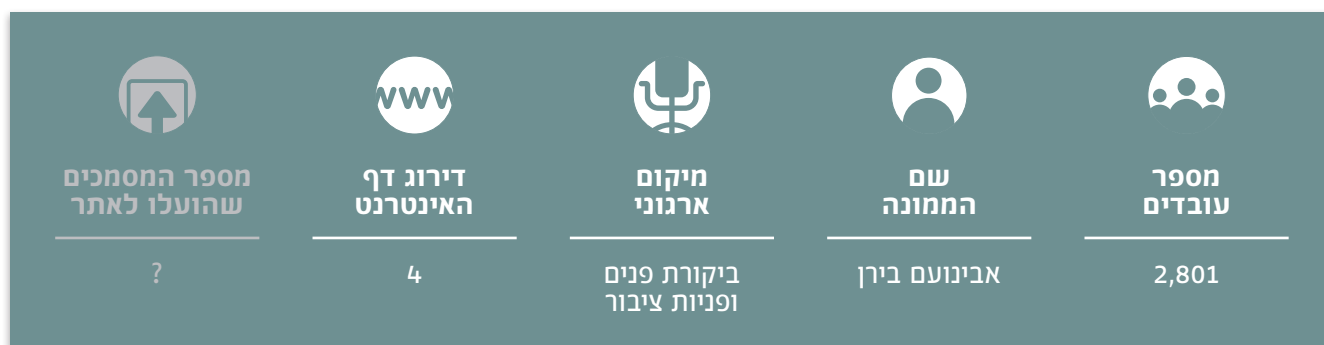 מספר
עובדים
2,801
שם
הממונה
אבינועם בירן
מיקום
ארגוני
ביקורת פנים
ופניות ציבור
www
דירוג דף
האינטרנט
4
מספר המסמכים
שהועלו לאתר
?